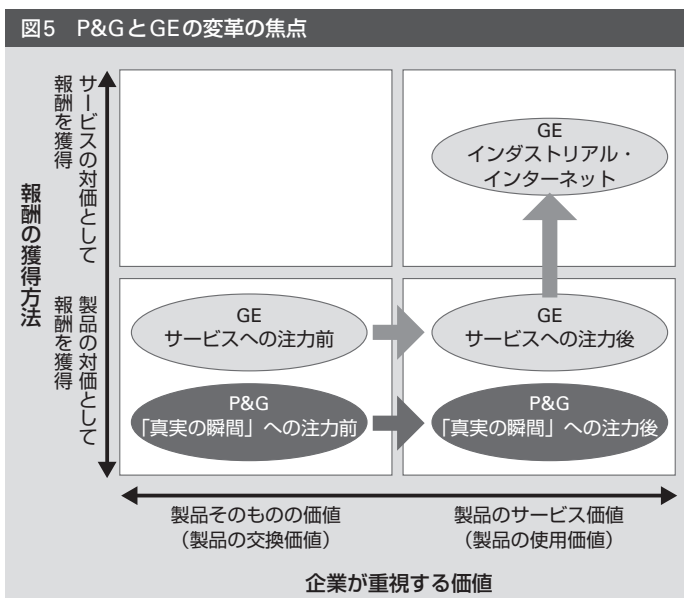 図5 P&GとGEの変革の焦点
報酬の獲得方法
サービスの対価として
報酬を獲得
製品の対価として
報酬を獲得
GE
インダストリアル・
インターネット
GE
サービスへの注力前
GE
サービスへの注力後
P&G
「真実の瞬間」への注力前
P&G
「真実の瞬間」への注力後
製品そのものの価値
（製品の交換価値）
製品のサービス価値
（製品の使用価値）
企業が重視する価値